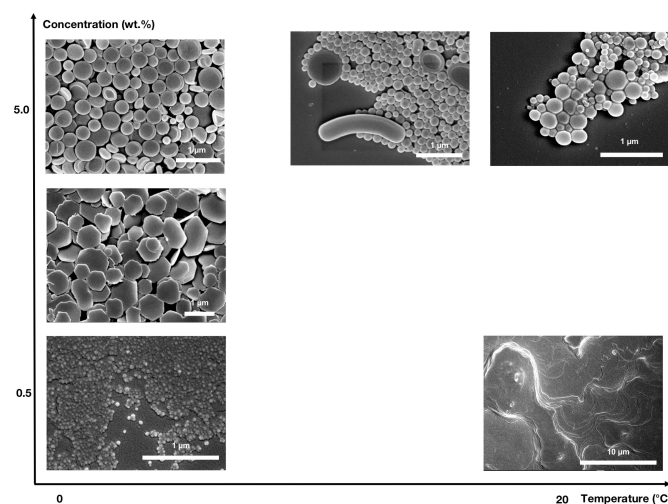 Concentration (wt.%)
5.0
1 µm
1 µm
1 µm
1 µm
0.5
1 µm
10 µm
0
20
Temperature (°C